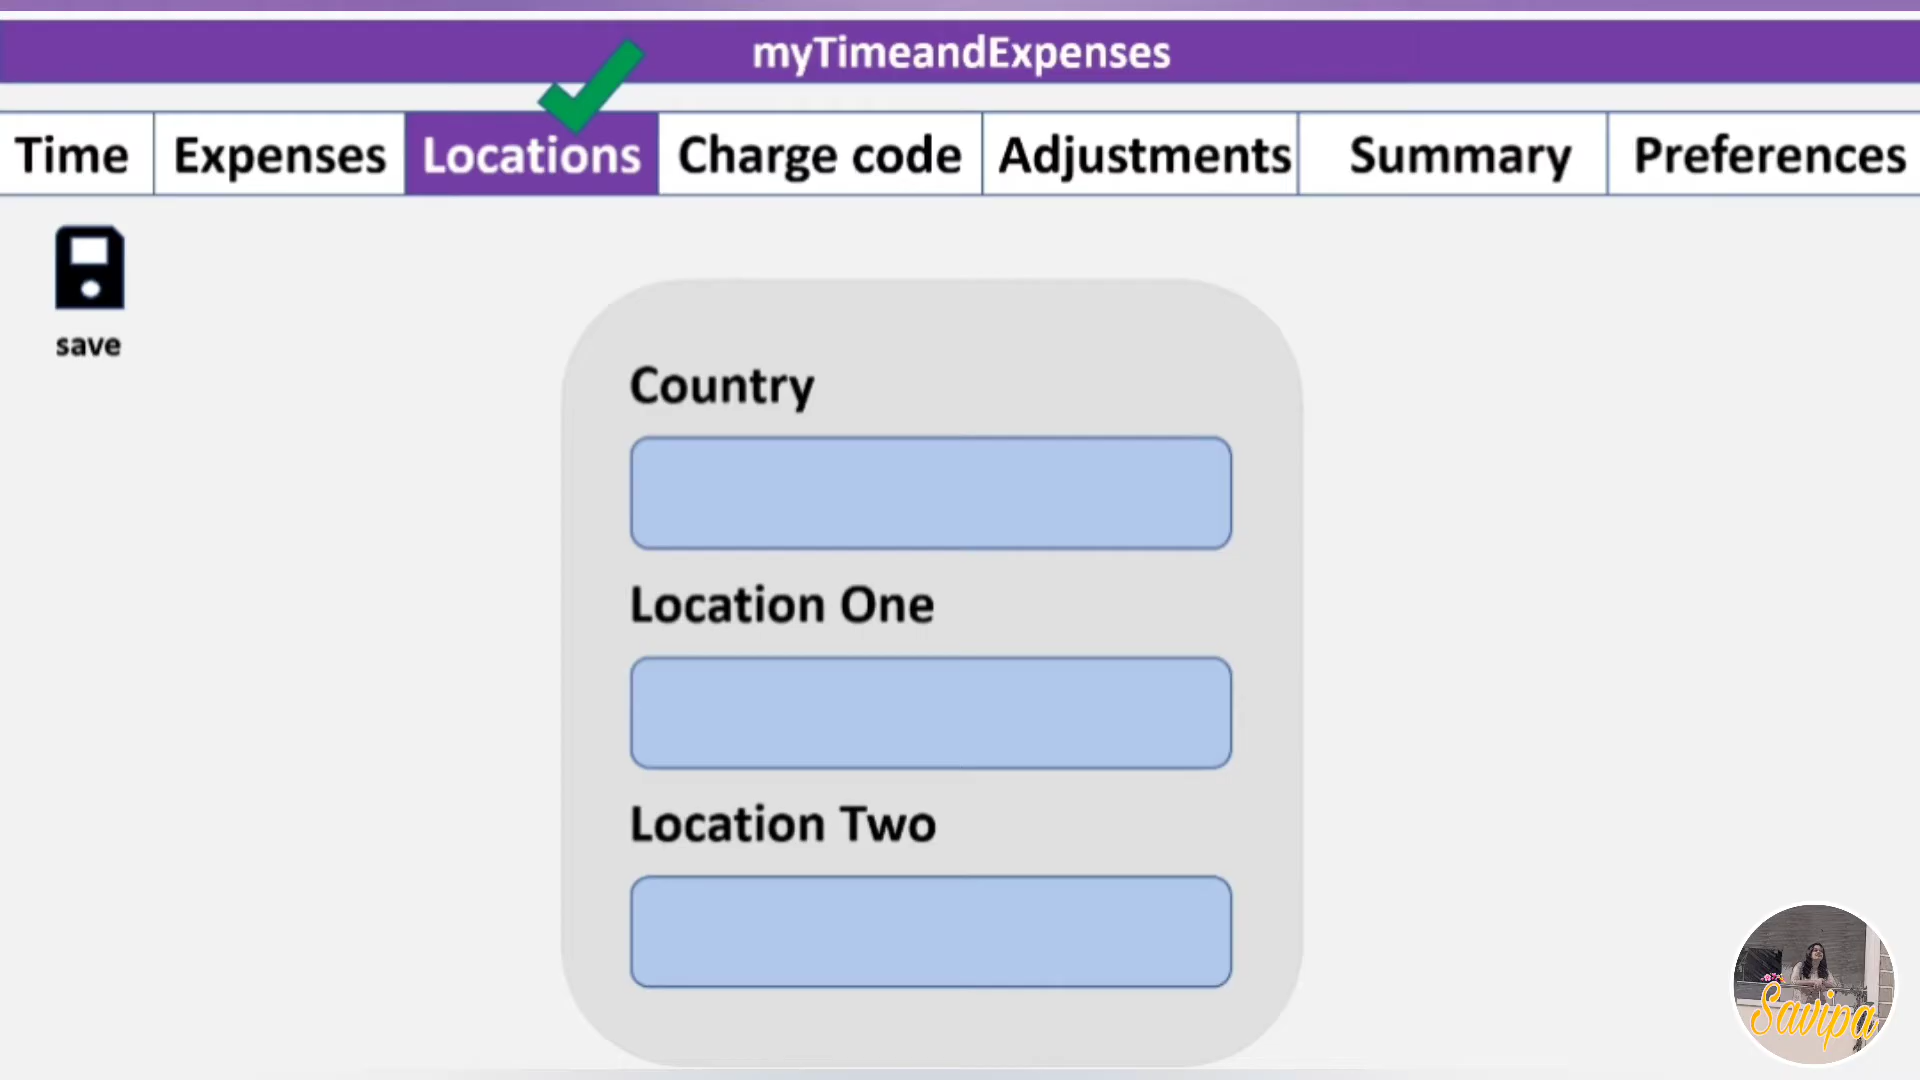 myTimeandExpenses
Time Expenses Locations Charge code Adjustments Summary Preferences
save
Country
Location One
Location Two
Savipa